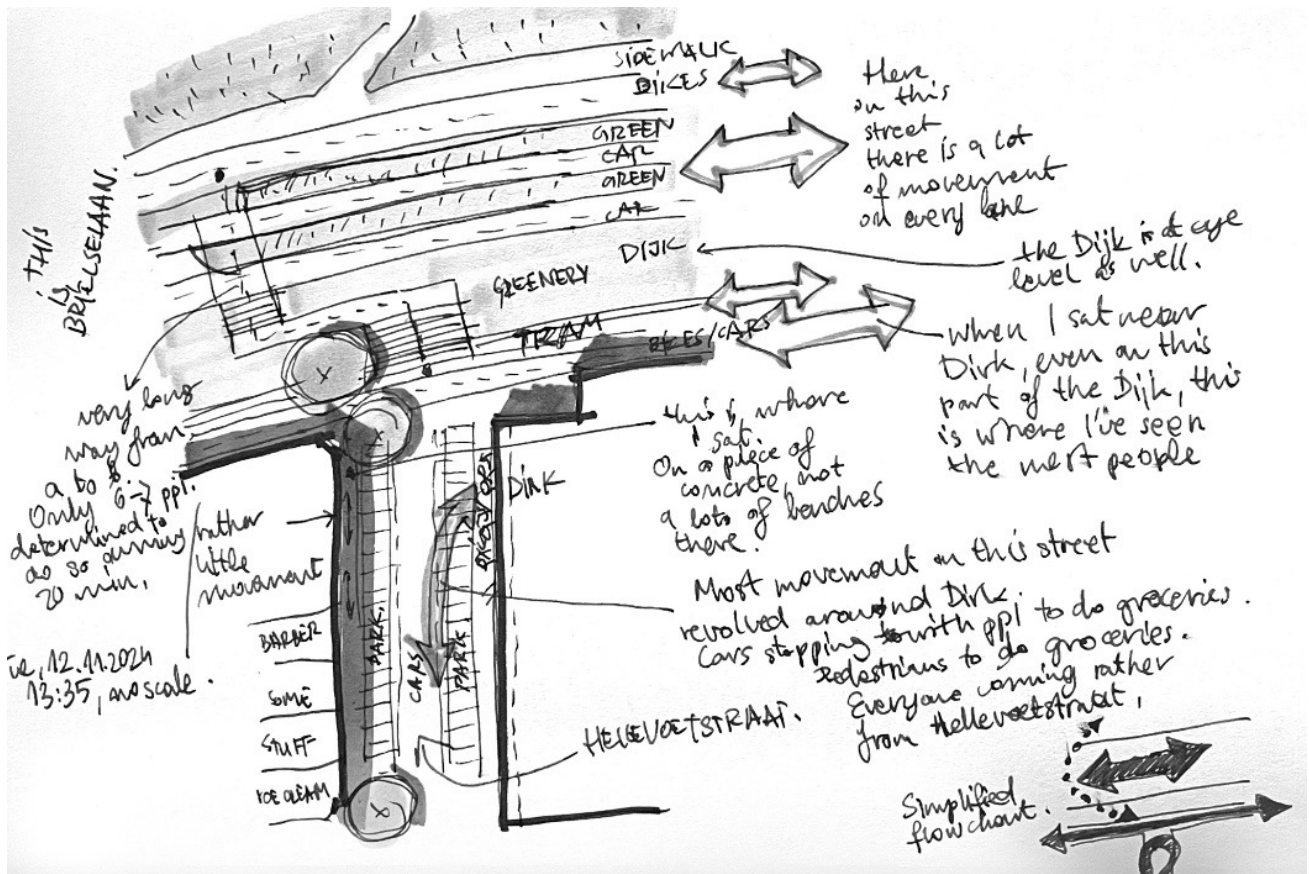 SIDEWALK
BIKES
GREEN
CAR
GREEN
CAR
DIJK
GREENERY
TRAM
BIKES/CARS
Here
on this
street
there is a lot
of movement
on every lane
the Dijk is at eye
level as well.
When I sat near
Dirk, even on this
part of the Dijk, this
is where I've seen
the most people
THIS
IS
BRIELSELAAN.
very long
way from
a to b.
Only 6-7 ppl.
determined to
do so during
20 min.
rather
little
movement
this is where
I sat.
On a piece of
concrete, not
a lots of benches
there.
DIRK
Most movement on this street
revolved around Dirk.
Cars stopping with ppl to do groceries.
Pedestrians to do groceries.
Everyone coming rather
from Hellevoetstraat.
BARBER
SOME
STUFF
ICE CREAM
PARK.
CARS
PARK
HELLEVOETSTRAAT.
12.11.2024
13:35, no scale.
Simplified
flowchart.